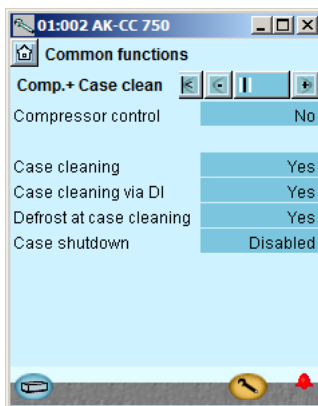 01:002 AK-CC 750
Common functions
Comp.+ Case clean
Compressor control No
Case cleaning Yes
Case cleaning via DI Yes
Defrost at case cleaning Yes
Case shutdown Disabled